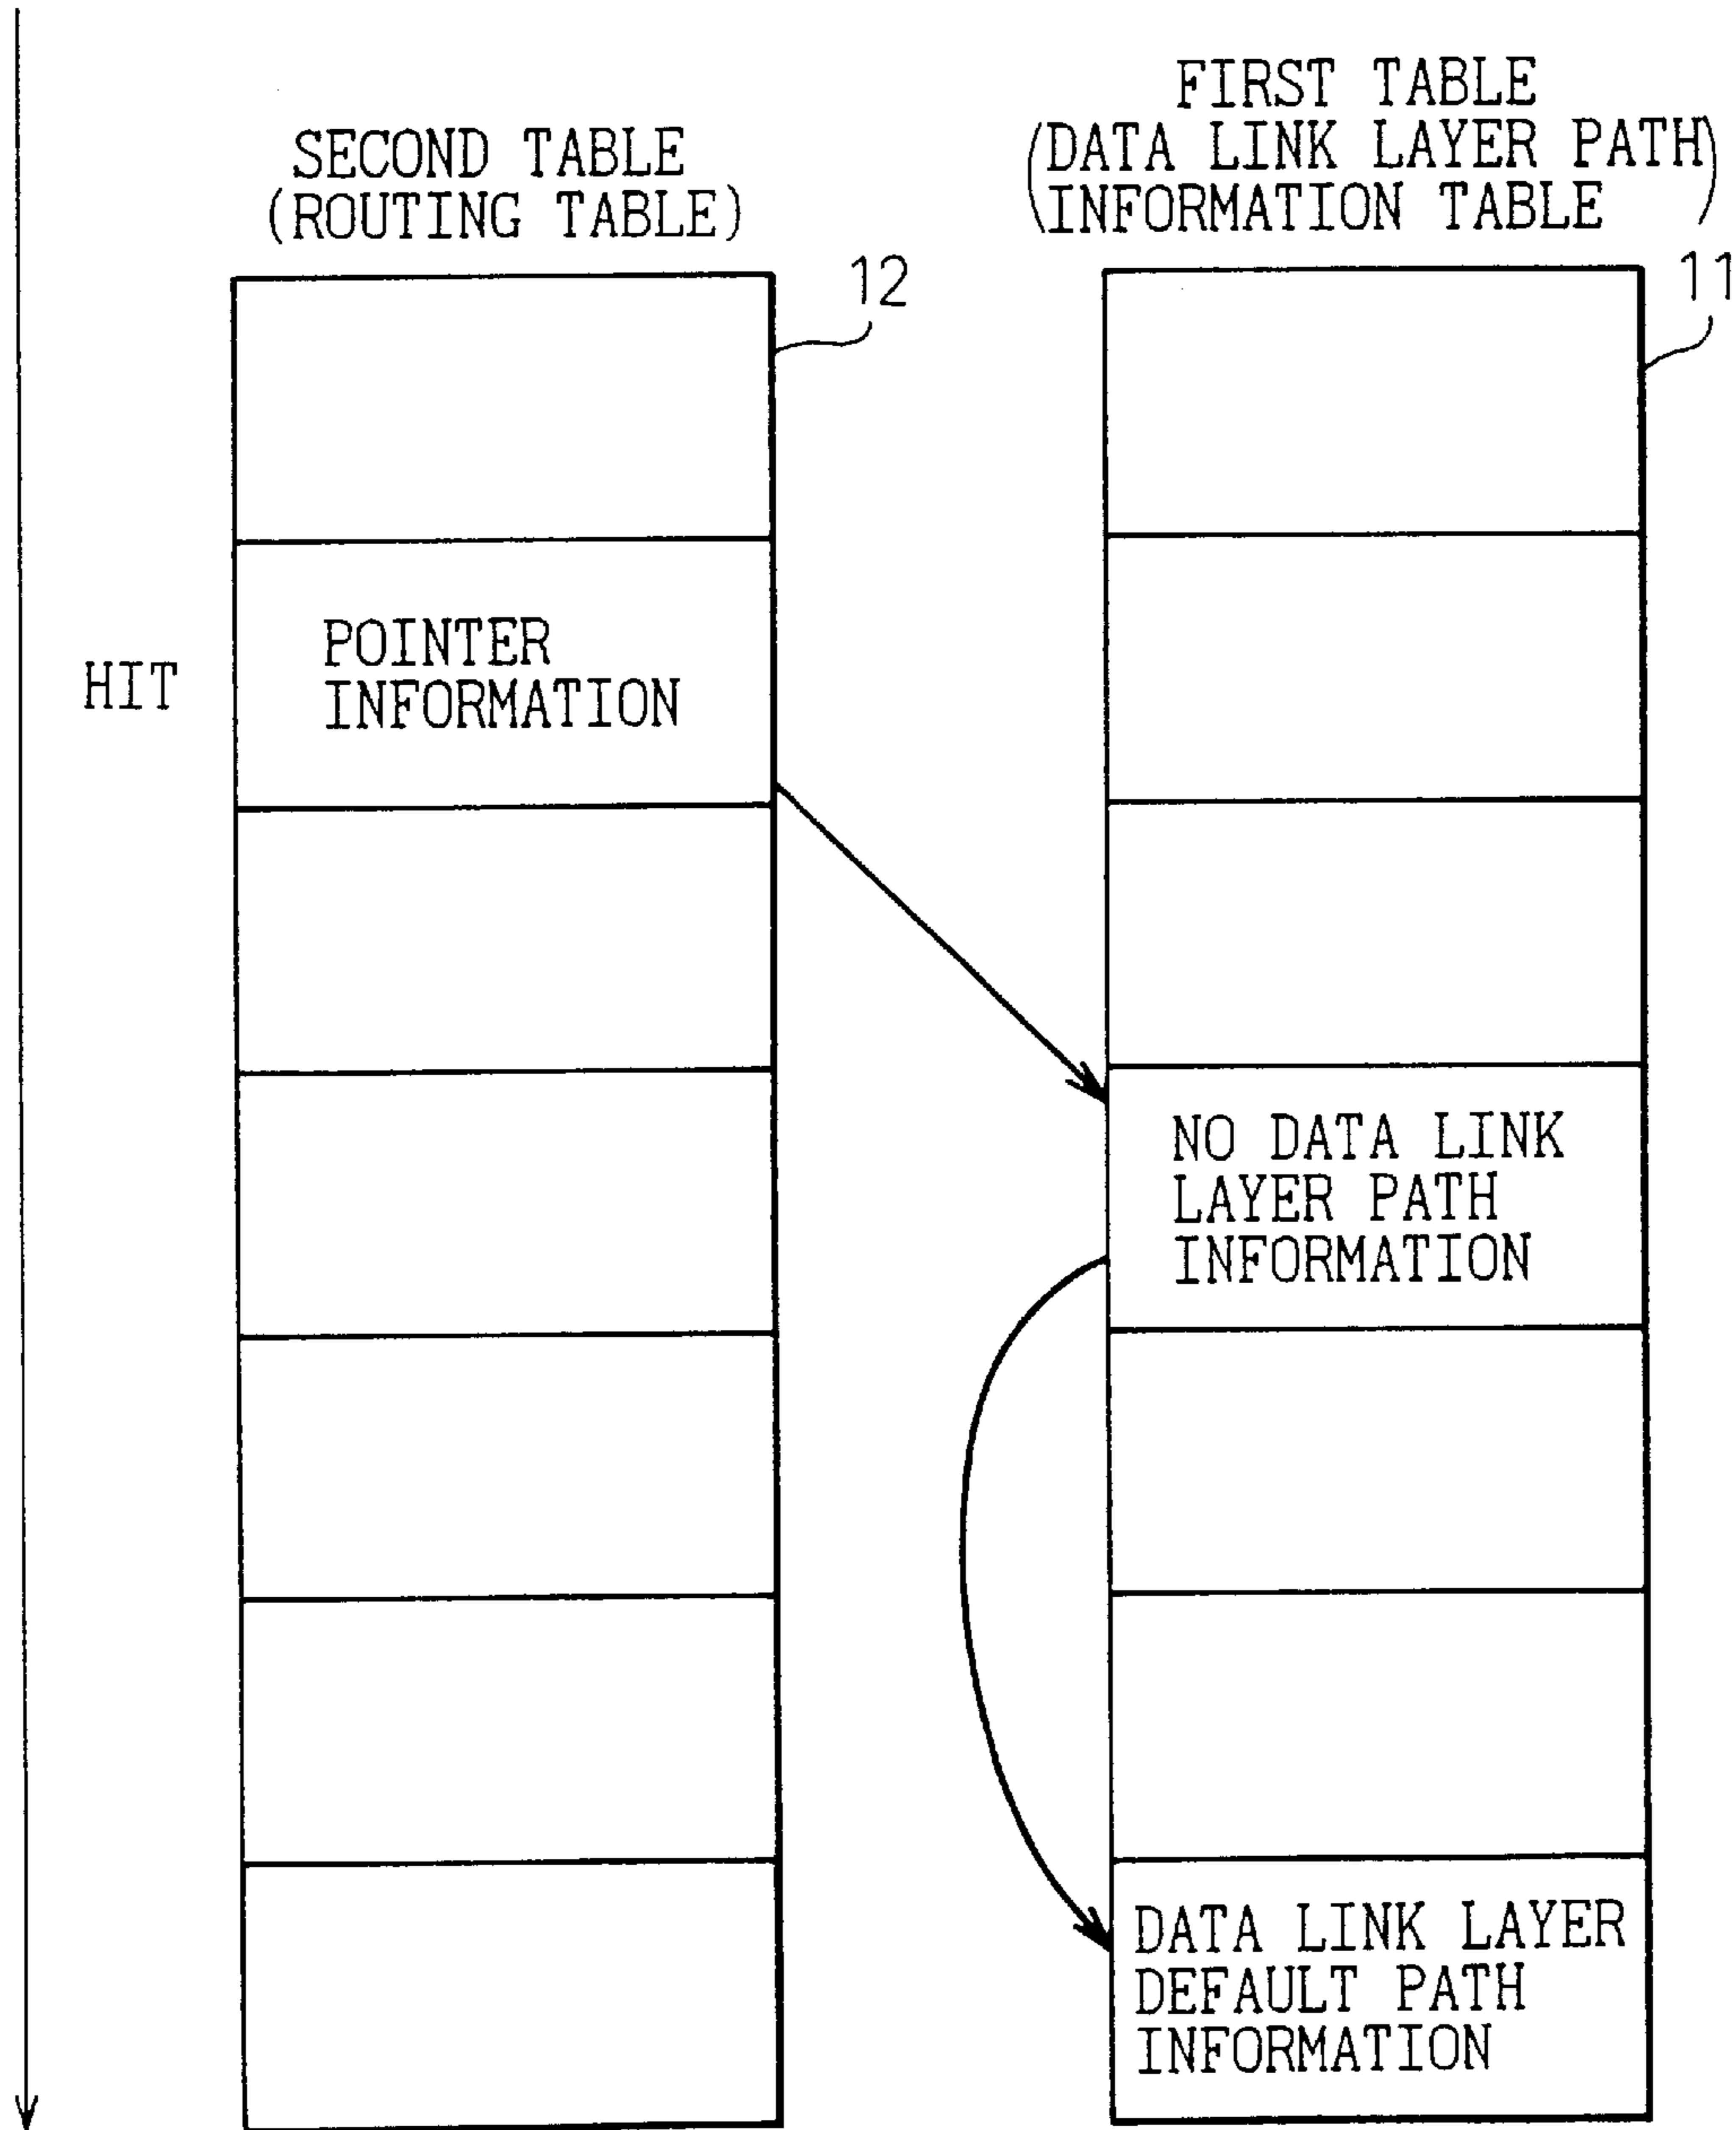 SECOND TABLE
(ROUTING TABLE)
12
FIRST TABLE
(DATA LINK LAYER PATH
INFORMATION TABLE)
11
HIT
POINTER
INFORMATION
NO DATA LINK
LAYER PATH
INFORMATION
DATA LINK LAYER
DEFAULT PATH
INFORMATION